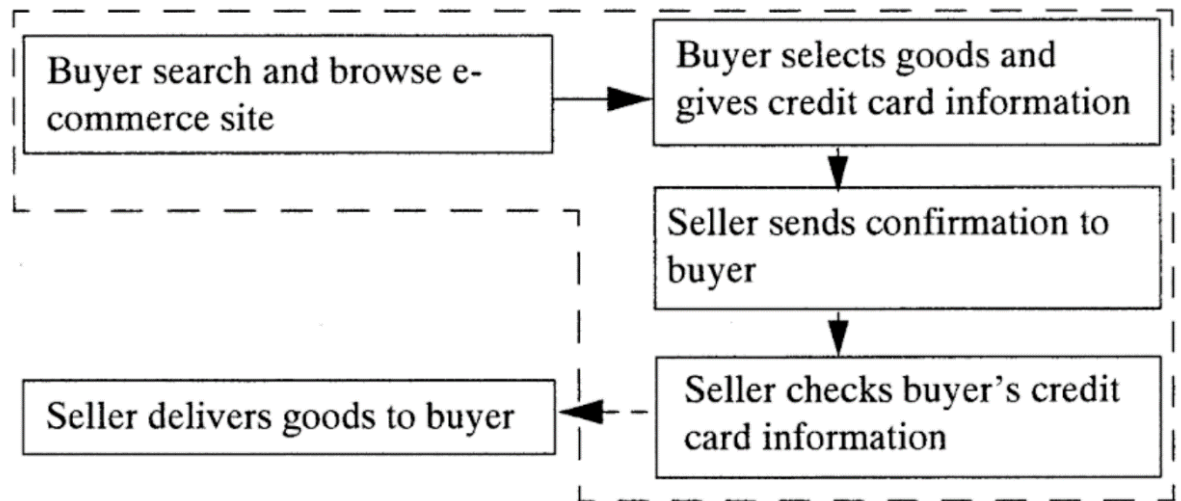 Buyer search and browse e-
commerce site
Buyer selects goods and
gives credit card information
Seller sends confirmation to
buyer
Seller checks buyer's credit
card information
Seller delivers goods to buyer